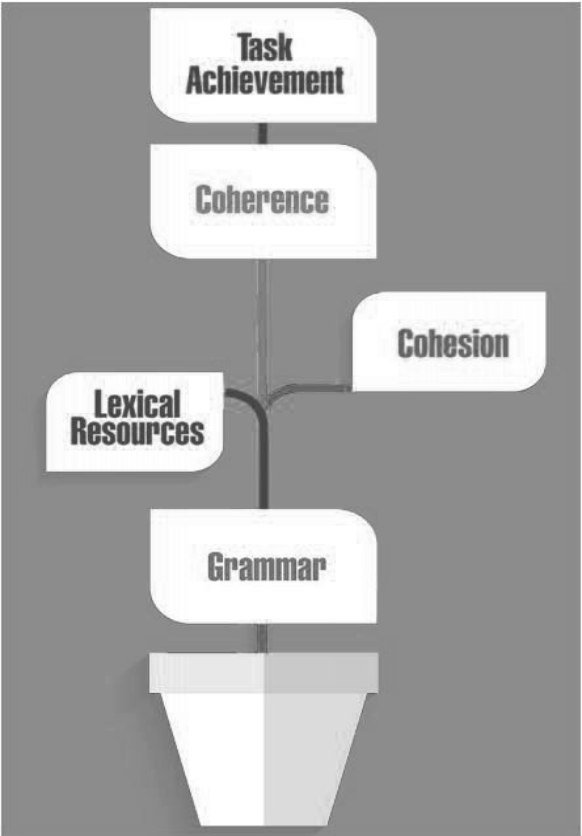 Task
Achievement
Coherence
Cohesion
Lexical
Resources
Grammar